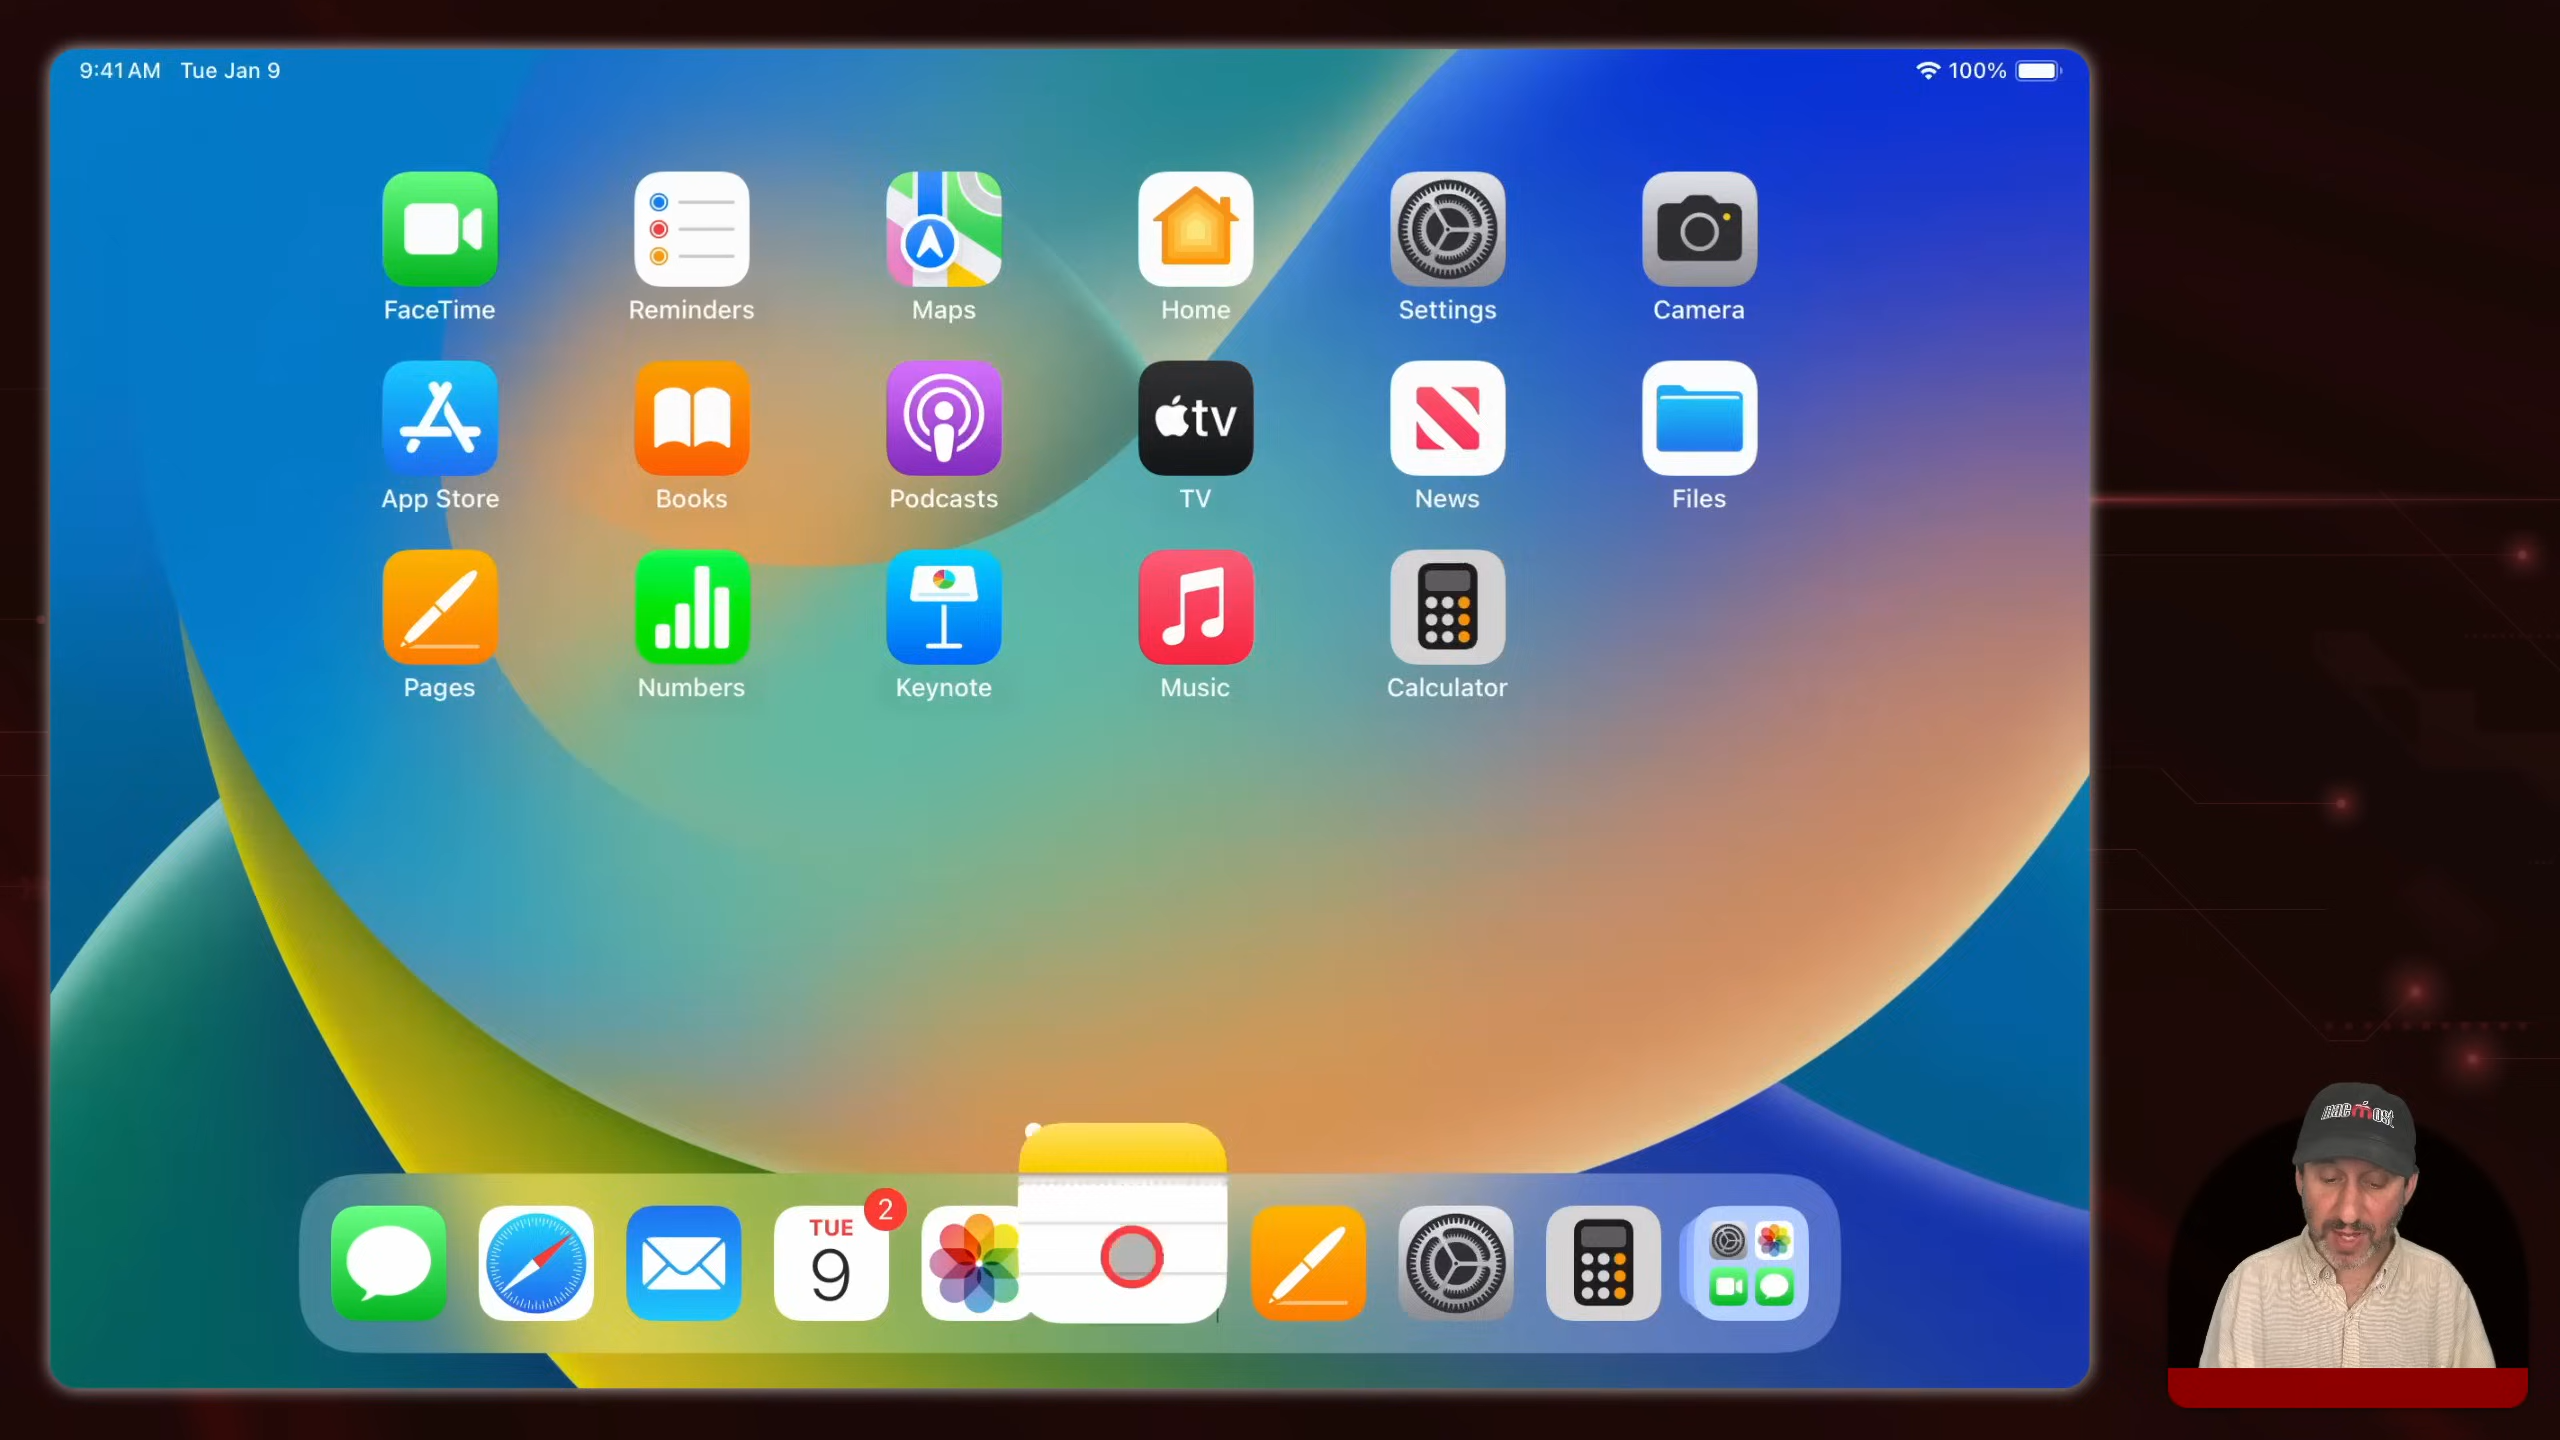 9:41 AM Tue Jan 9
100%
FaceTime Reminders Maps Home Settings Camera
tv
App Store Books Podcasts TV News Files
Pages Numbers Keynote Music Calculator
2
TUE
9
macmost